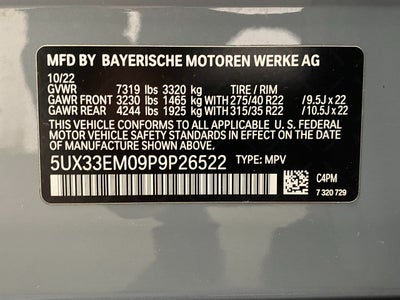 MFD BY BAYERISCHE MOTOREN WERKE AG
10/22
GVWR 7319 lbs 3320 kg TIRE / RIM
GAWR FRONT 3230 lbs 1465 kg WITH 275/40 R22 /9.5J x 22
GAWR REAR 4244 lbs 1925 kg WITH 315/35 R22 /10.5J x 22
THIS VEHICLE CONFORMS TO ALL APPLICABLE U. S. FEDERAL
MOTOR VEHICLE SAFETY STANDARDS IN EFFECT ON THE
DATE OF MANUFACTURE SHOWN ABOVE.
5UX33EM09P9P26522 TYPE: MPV
C4PM
7 320 729